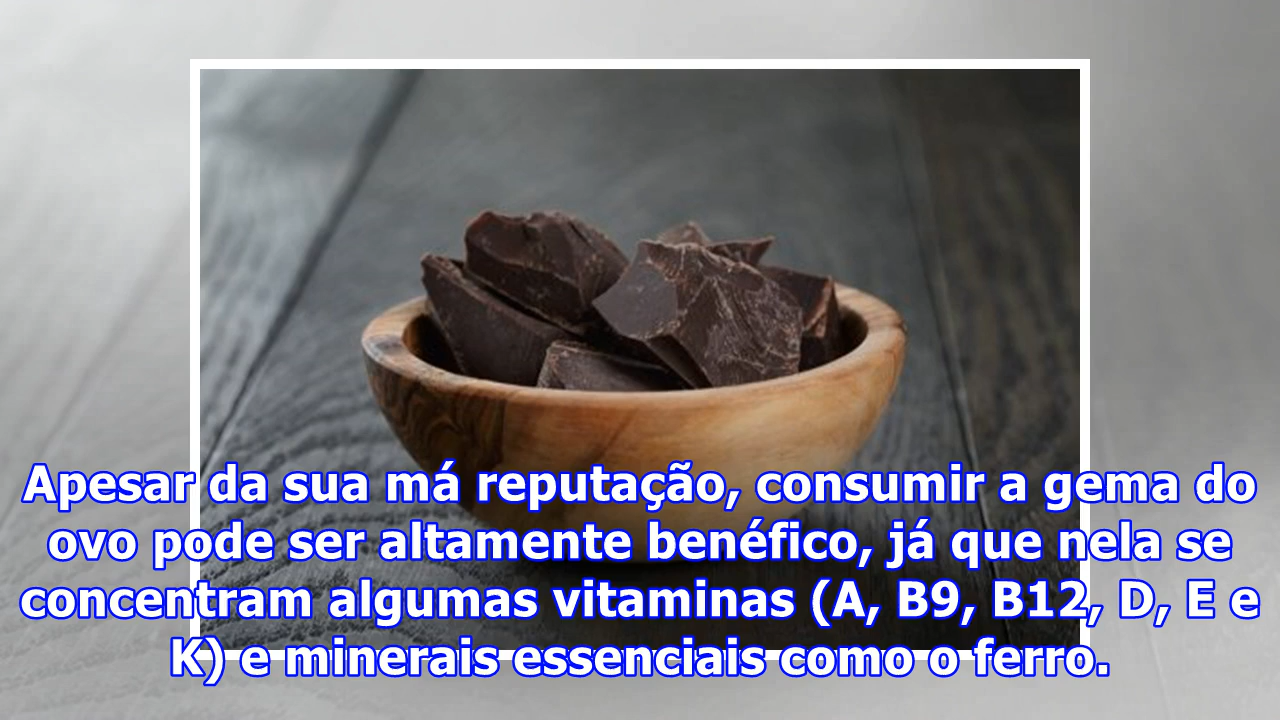 Apesar da sua má reputação, consumir a gema do
ovo pode ser altamente benéfico, já que nela se
concentram algumas vitaminas (A, B9, B12, D, E e
K) e minerais essenciais como o ferro.